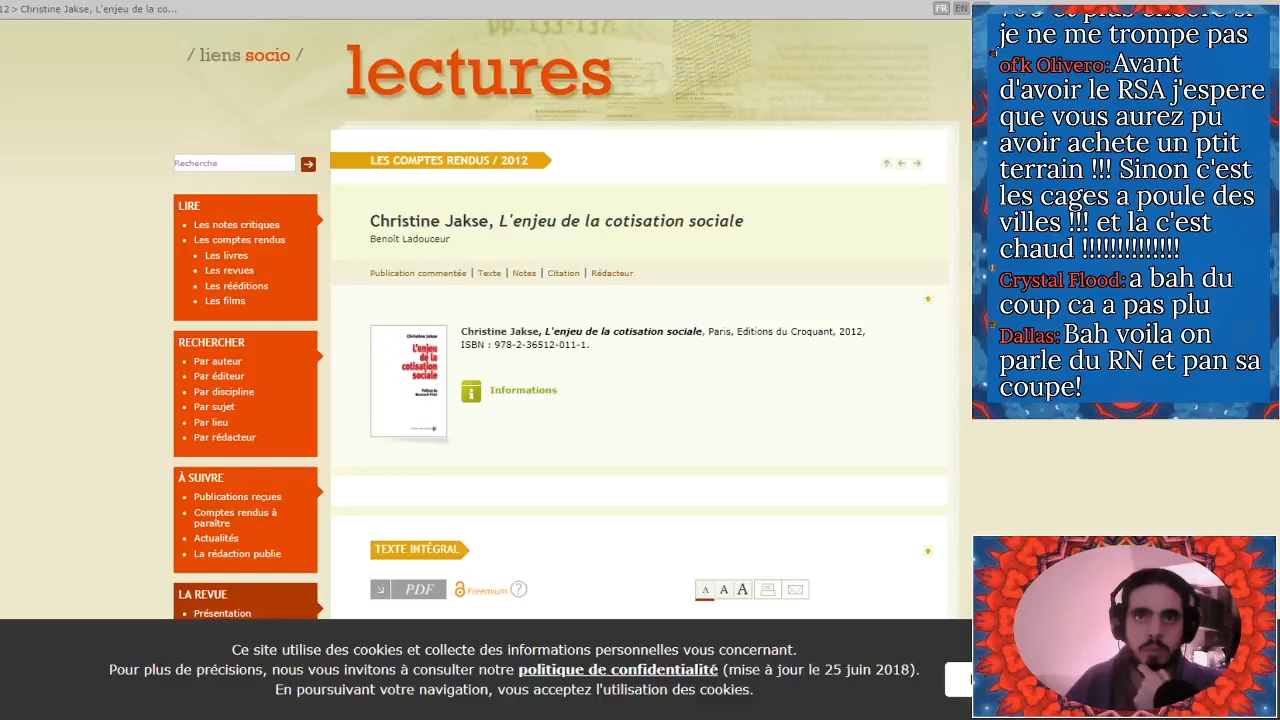 12 > Christine Jakse, L'enjeu de la co...
FR EN
/ liens socio /
lectures
Recherche
LIRE
Les notes critiques
Les comptes rendus
Les livres
Les revues
Les rééditions
Les films
RECHERCHER
Par auteur
Par éditeur
Par discipline
Par sujet
Par lieu
Par rédacteur
À SUIVRE
Publications reçues
Comptes rendus à
paraître
Actualités
La rédaction publie
LA REVUE
Présentation
LES COMPTES RENDUS / 2012
Christine Jakse, L'enjeu de la cotisation sociale
Benoît Ladouceur
Publication commentée | Texte | Notes | Citation | Rédacteur
Christine Jakse, L'enjeu de la cotisation sociale, Paris, Editions du Croquant, 2012,
ISBN : 978-2-36512-011-1.
Christine Jakse
L'enjeu
de la
cotisation
sociale
Informations
TEXTE INTÉGRAL
PDF
Freemium ?
A A A
Ce site utilise des cookies et collecte des informations personnelles vous concernant.
Pour plus de précisions, nous vous invitons à consulter notre politique de confidentialité (mise à jour le 25 juin 2018).
En poursuivant votre navigation, vous acceptez l'utilisation des cookies.
je ne me trompe pas
ofk Olivero: Avant
d'avoir le RSA j'espere
que vous aurez pu
avoir achete un ptit
terrain !!! Sinon c'est
les cages a poule des
villes !!! et la c'est
chaud !!!!!!!!!!!!!!
Crystal Flood: a bah du
coup ca a pas plu
Dallas: Bah voila on
parle du RN et pan sa
coupe!